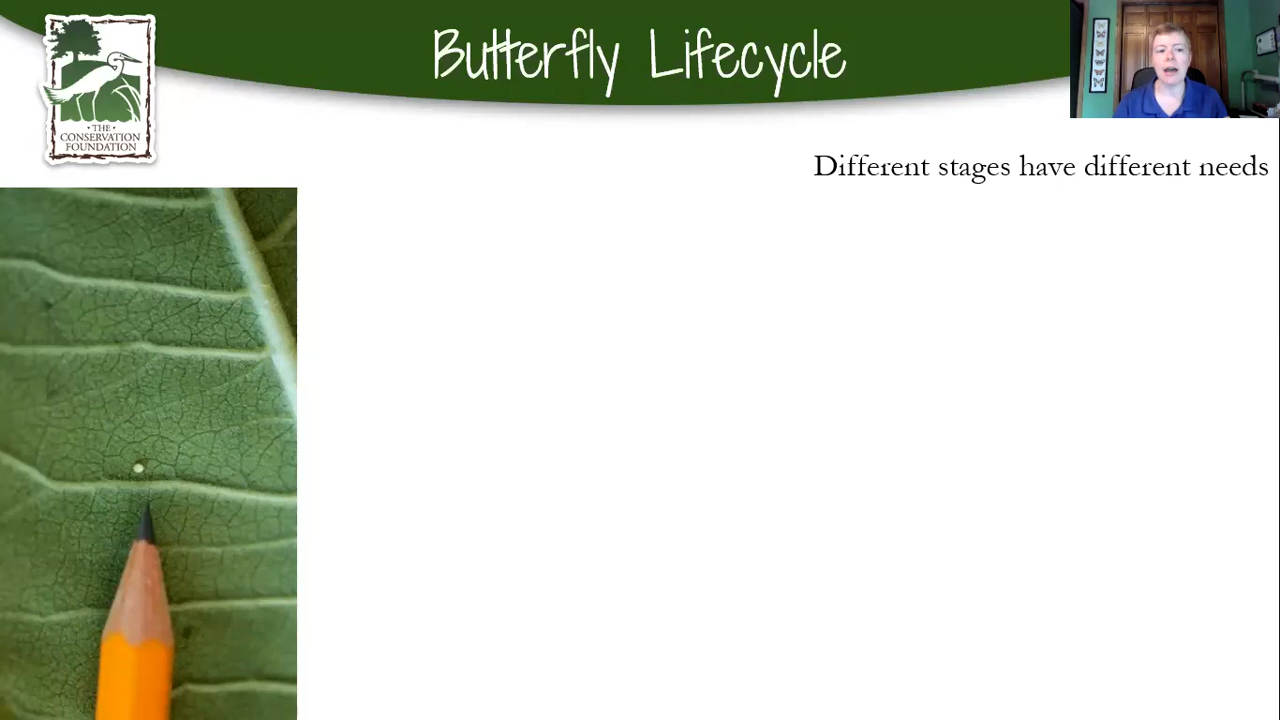 Butterfly Lifecycle
• THE •
CONSERVATION
FOUNDATION
Different stages have different needs